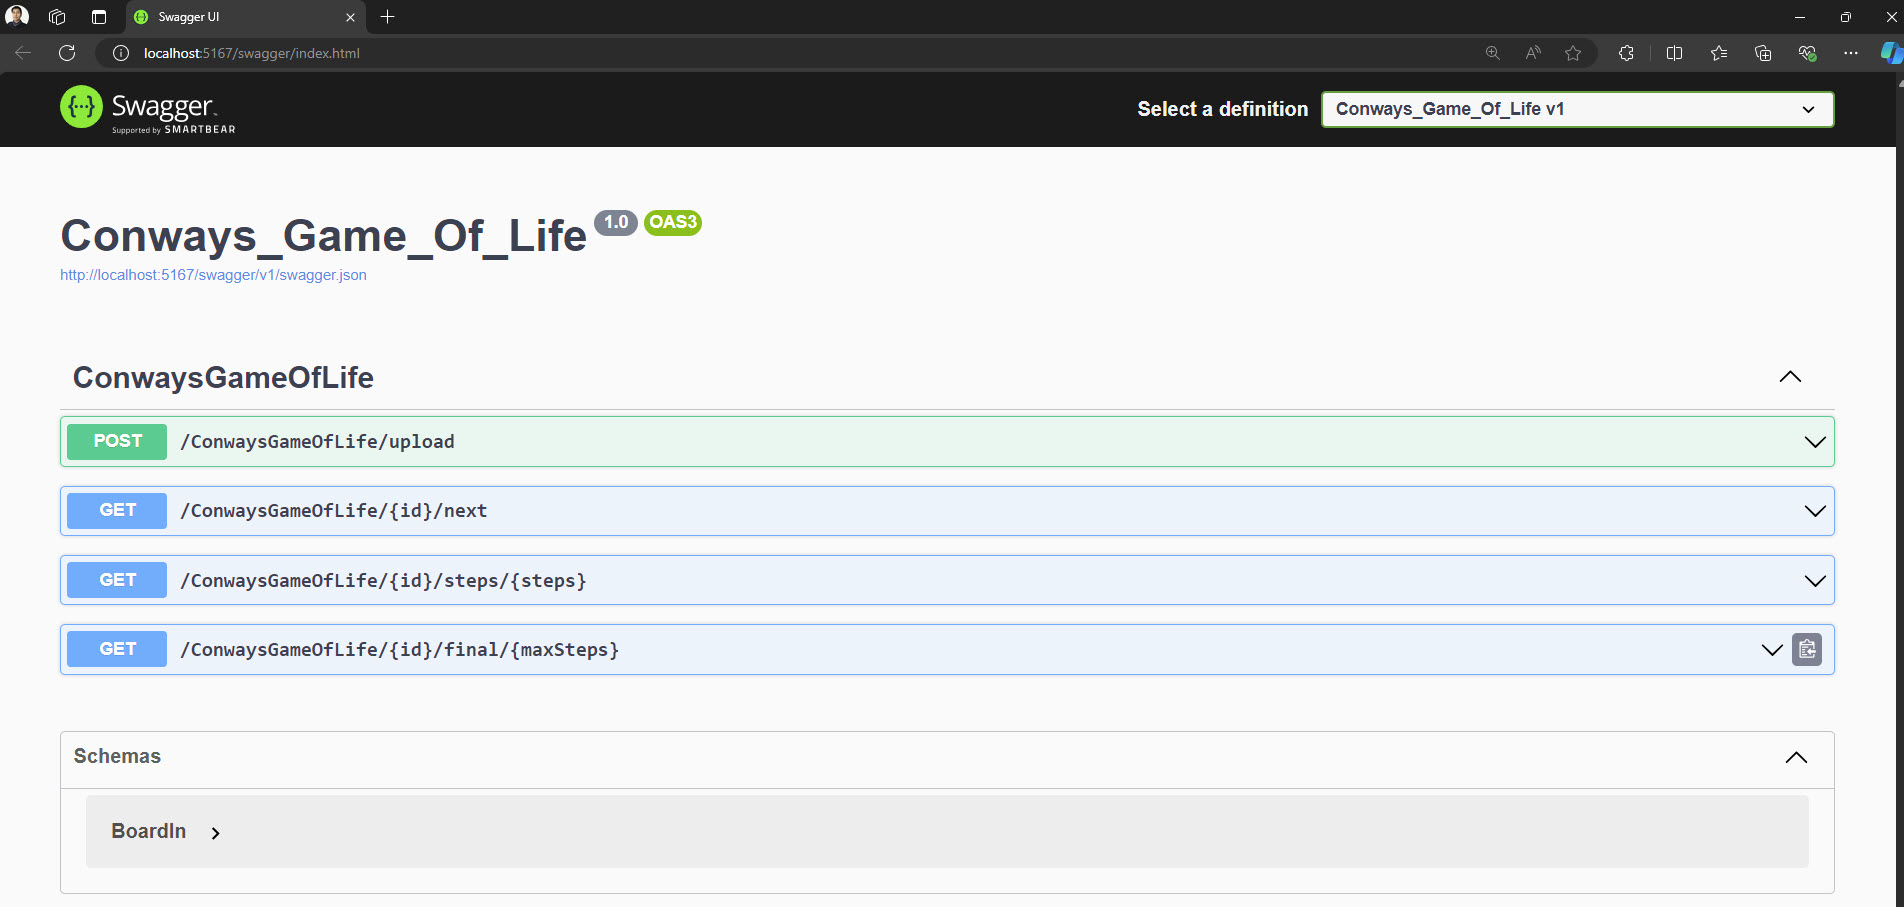 Swagger UI
localhost:5167/swagger/index.html
Swagger
Supported by SMARTBEAR
Select a definition
Conways_Game_Of_Life v1
Conways_Game_Of_Life 1.0 OAS3
http://localhost:5167/swagger/v1/swagger.json
ConwaysGameOfLife
POST /ConwaysGameOfLife/upload
GET /ConwaysGameOfLife/{id}/next
GET /ConwaysGameOfLife/{id}/steps/{steps}
GET /ConwaysGameOfLife/{id}/final/{maxSteps}
Schemas
BoardIn